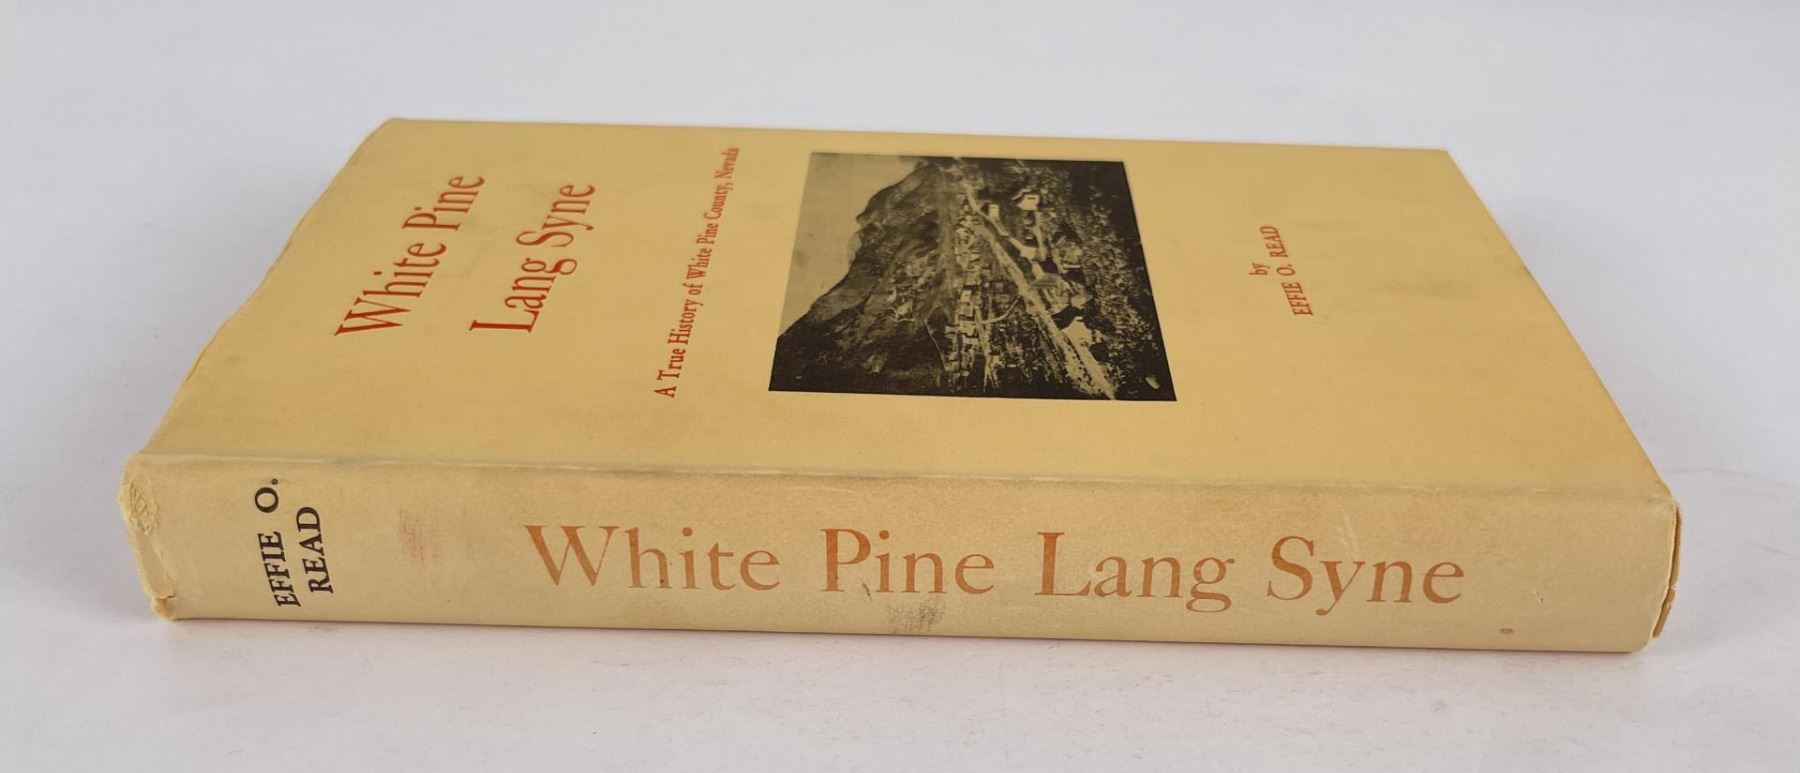 White Pine
Lang Syne
A True History of White Pine County, Nevada
by
EFFIE O. READ
EFFIE O.
READ
White Pine Lang Syne